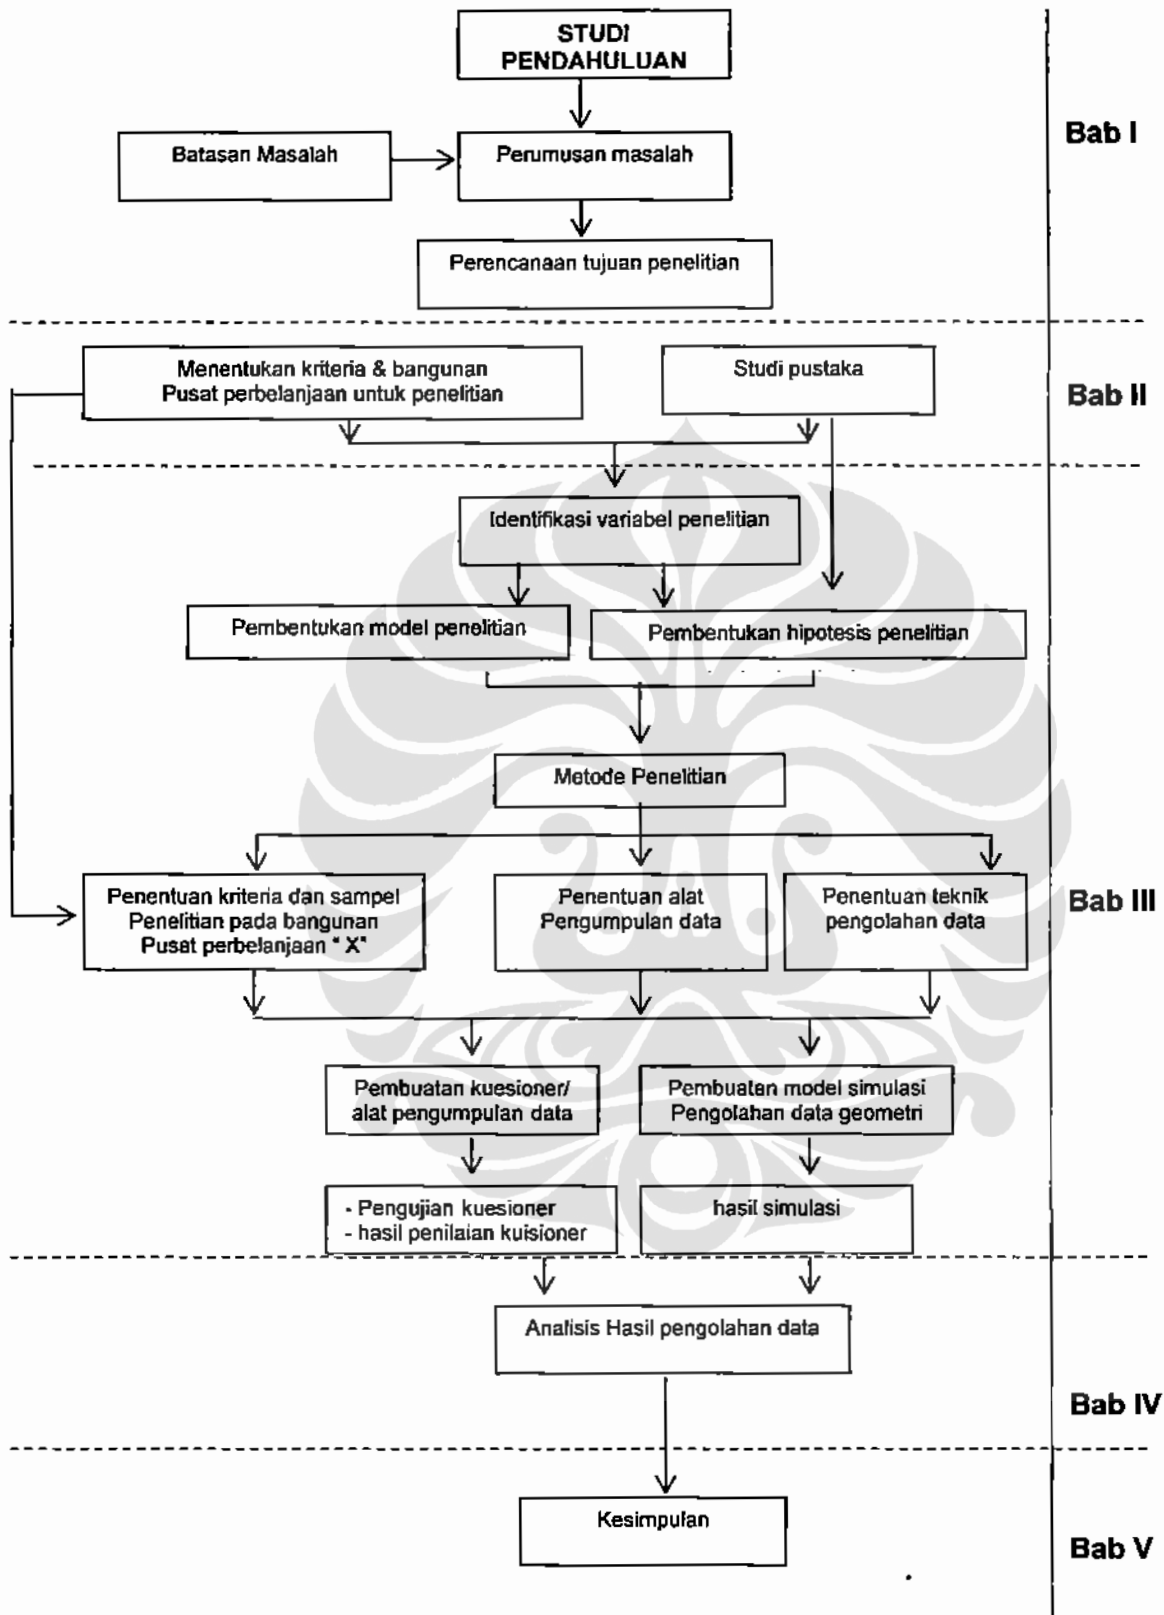 STUDI
PENDAHULUAN
Bab I
Batasan Masalah
Perumusan masalah
Perencanaan tujuan penelitian
Menentukan kriteria & bangunan
Pusat perbelanjaan untuk penelitian
Studi pustaka
Bab II
Identifikasi variabel penelitian
Pembentukan model penelitian
Pembentukan hipotesis penelitian
Metode Penelitian
Penentuan kriteria dan sampel
Penelitian pada bangunan
Pusat perbelanjaan " X"
Penentuan alat
Pengumpulan data
Penentuan teknik
pengolahan data
Bab III
Pembuatan kuesioner/
alat pengumpulan data
Pembuatan model simulasi
Pengolahan data geometri
- Pengujian kuesioner
- hasil penilaian kuisioner
hasil simulasi
Analisis Hasil pengolahan data
Bab IV
Kesimpulan
Bab V